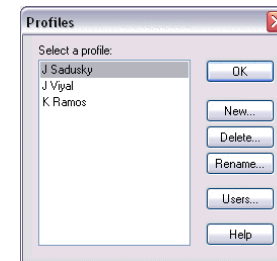 Profiles
Select a profile:
J Sadusky
J Viyal
K Ramos
OK
New...
Delete...
Rename...
Users...
Help